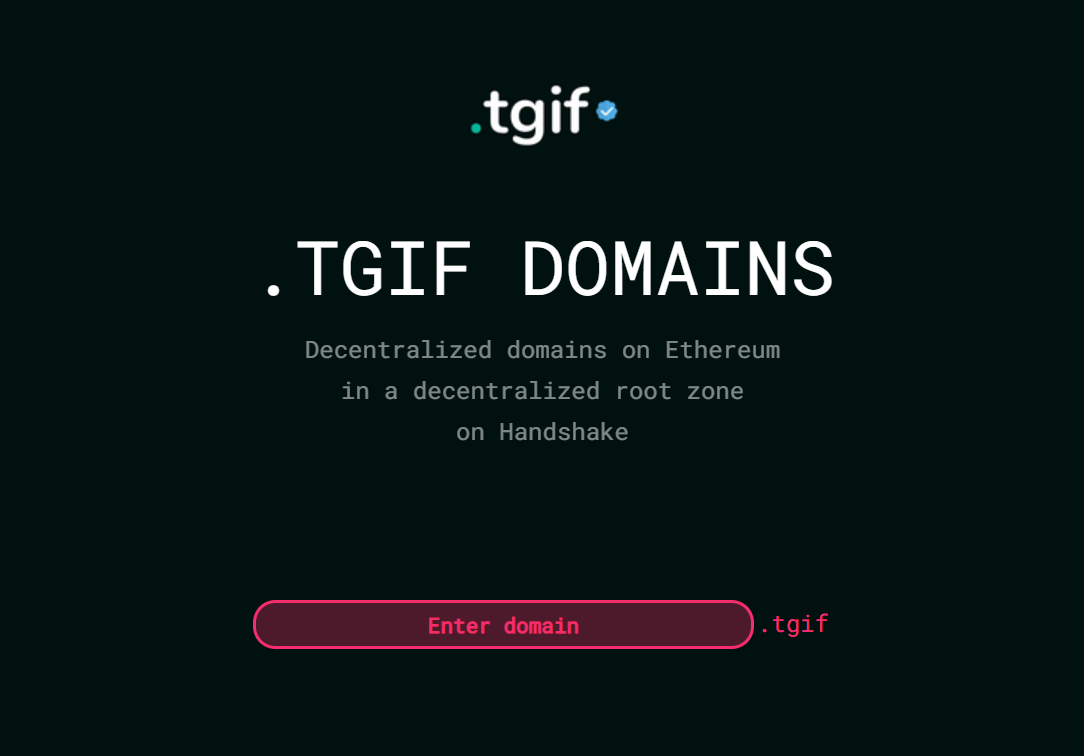 .tgif
.TGIF DOMAINS
Decentralized domains on Ethereum
in a decentralized root zone
on Handshake
Enter domain .tgif